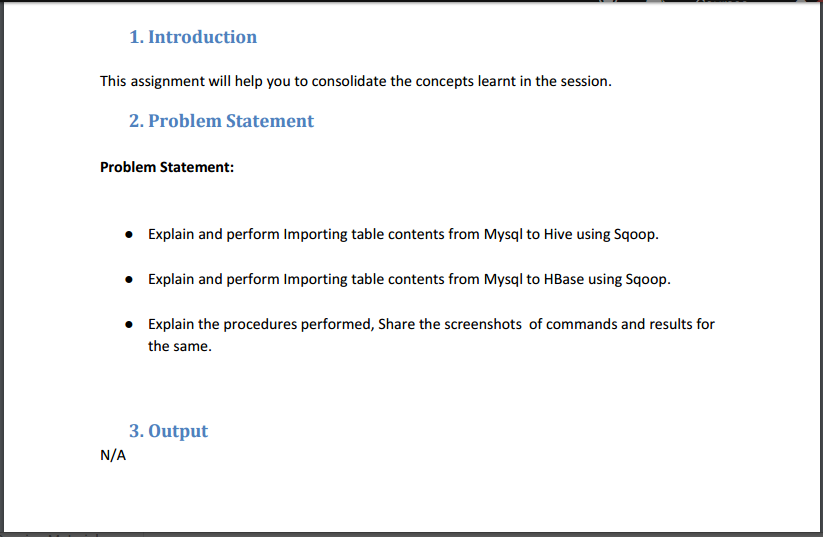 1. Introduction
This assignment will help you to consolidate the concepts learnt in the session.
2. Problem Statement
Problem Statement:
● Explain and perform Importing table contents from Mysql to Hive using Sqoop.
● Explain and perform Importing table contents from Mysql to HBase using Sqoop.
● Explain the procedures performed, Share the screenshots of commands and results for
the same.
3. Output
N/A